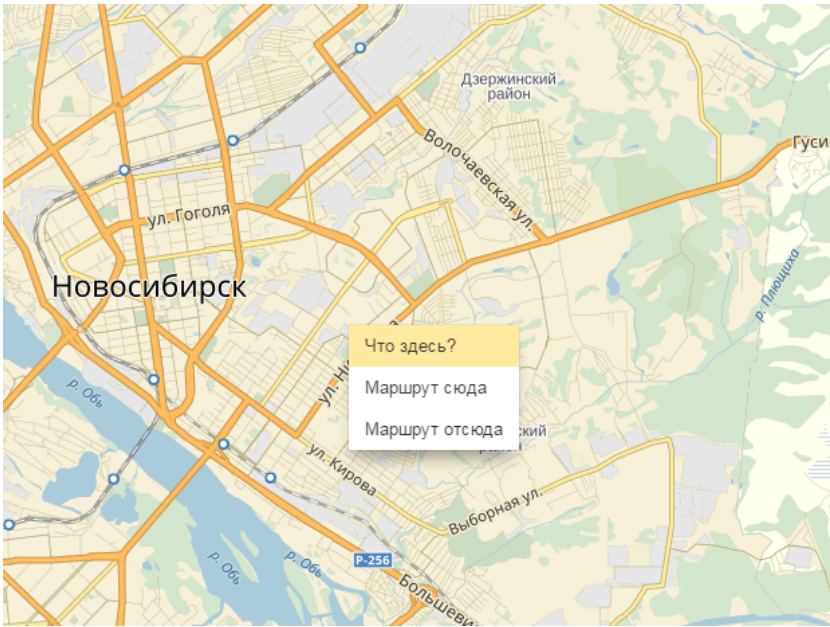 Дзержинский
район
Волочаевская ул.
Гуси
ул. Гоголя
р. Плющиха
Новосибирск
Что здесь?
Маршрут сюда
Маршрут отсюда
р. Обь
ул. Кирова
Выборная ул.
р. Обь
р. Обь
Р-256
Большеви